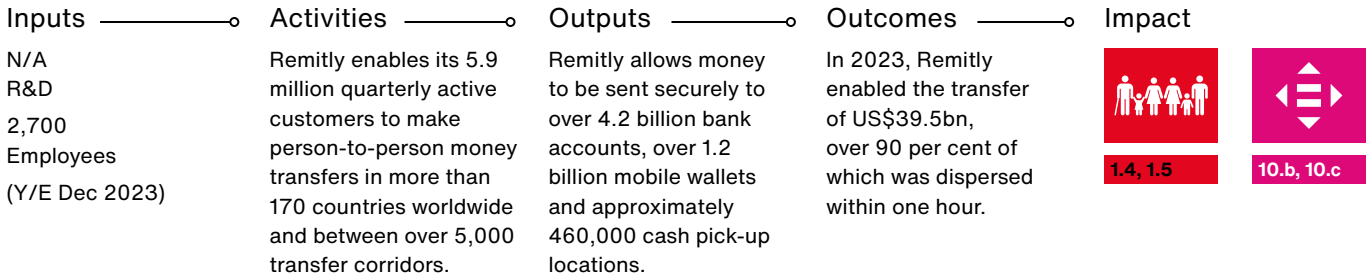 Inputs
N/A
R&D
2,700
Employees
(Y/E Dec 2023)
Activities
Remitly enables its 5.9
million quarterly active
customers to make
person-to-person money
transfers in more than
170 countries worldwide
and between over 5,000
transfer corridors.
Outputs
Remitly allows money
to be sent securely to
over 4.2 billion bank
accounts, over 1.2
billion mobile wallets
and approximately
460,000 cash pick-up
locations.
Outcomes
In 2023, Remitly
enabled the transfer
of US$39.5bn,
over 90 per cent of
which was dispersed
within one hour.
Impact
1.4, 1.5
10.b, 10.c